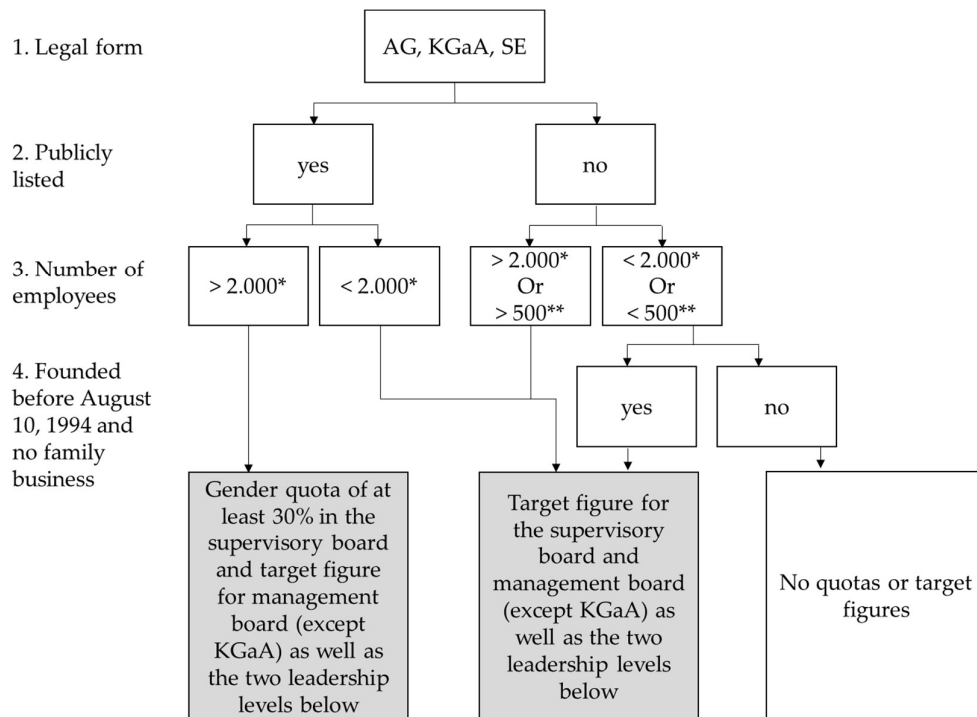 1. Legal form
AG, KGaA, SE
2. Publicly
listed
yes
no
3. Number of
employees
> 2.000*
< 2.000*
> 2.000*
Or
> 500**
< 2.000*
Or
< 500**
4. Founded
before August
10, 1994 and
no family
business
yes
no
Gender quota of at
least 30% in the
supervisory board
and target figure
for management
board (except
KGaA) as well as
the two leadership
levels below
Target figure for
the supervisory
board and
management board
(except KGaA) as
well as the two
leadership levels
below
No quotas or target
figures